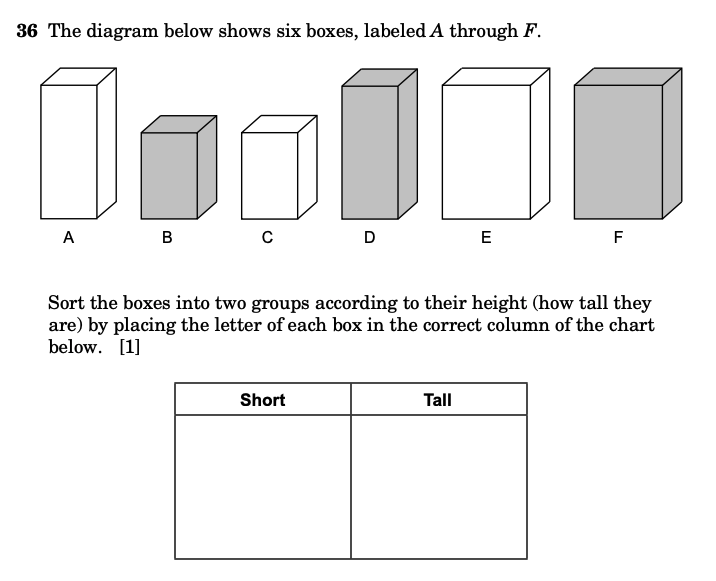 36 The diagram below shows six boxes, labeled A through F.
A B C D E F
Sort the boxes into two groups according to their height (how tall they
are) by placing the letter of each box in the correct column of the chart
below. [1]
Short Tall